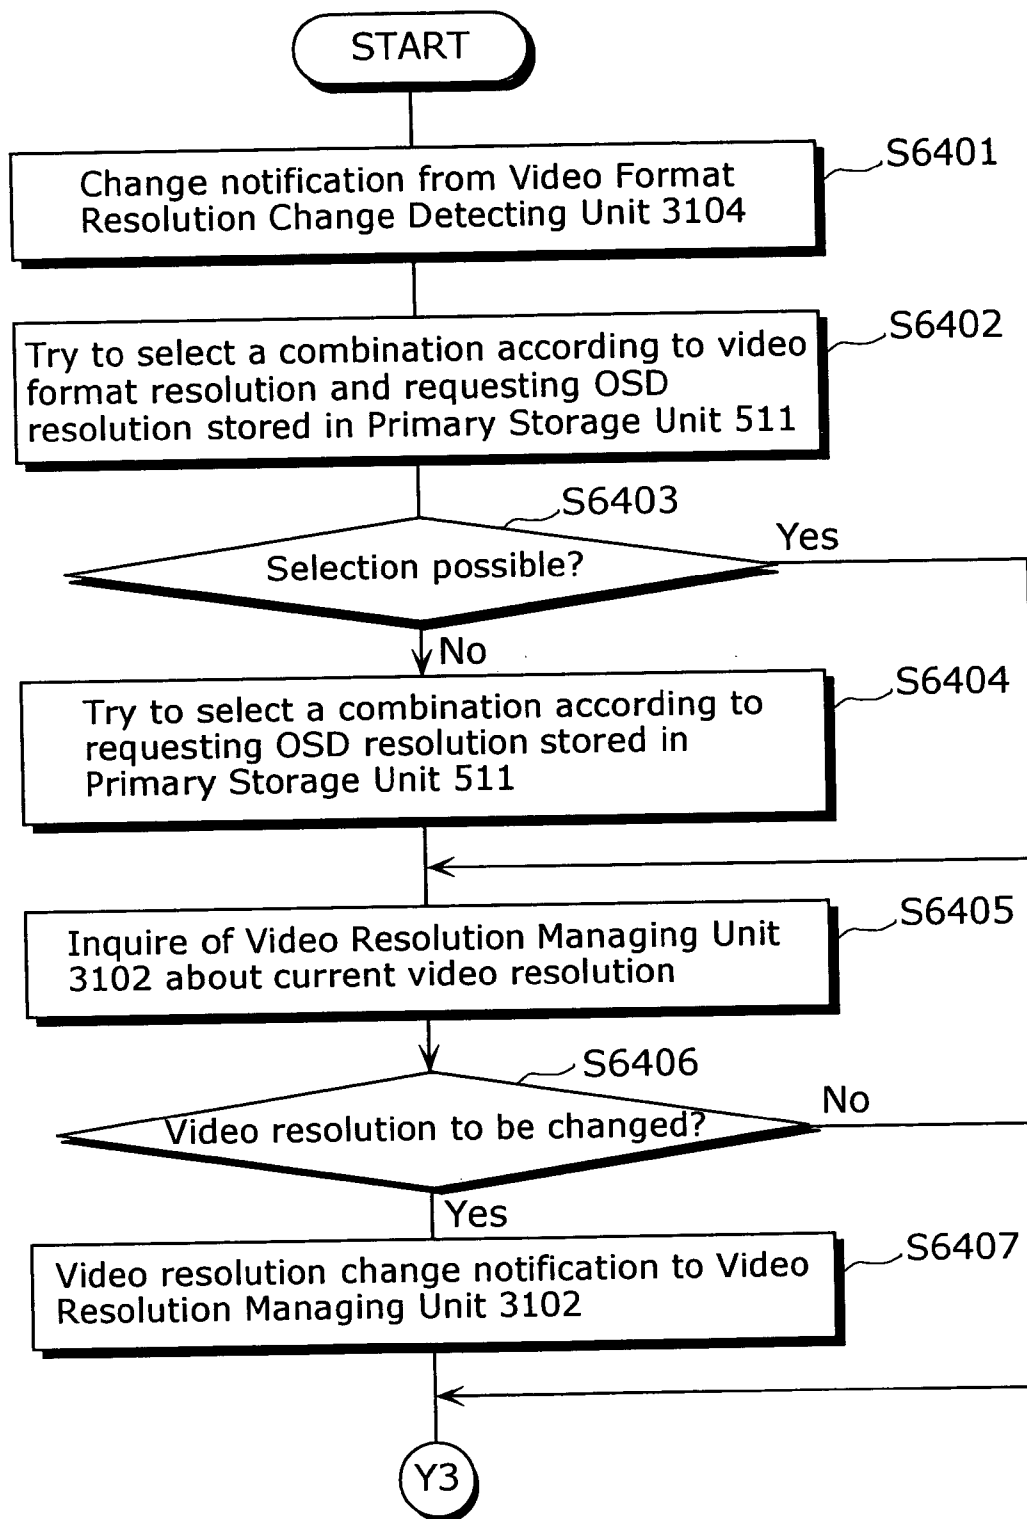 START
S6401
Change notification from Video Format
Resolution Change Detecting Unit 3104
S6402
Try to select a combination according to video
format resolution and requesting OSD
resolution stored in Primary Storage Unit 511
S6403
Yes
Selection possible?
No
S6404
Try to select a combination according to
requesting OSD resolution stored in
Primary Storage Unit 511
S6405
Inquire of Video Resolution Managing Unit
3102 about current video resolution
S6406
No
Video resolution to be changed?
Yes
S6407
Video resolution change notification to Video
Resolution Managing Unit 3102
Y3